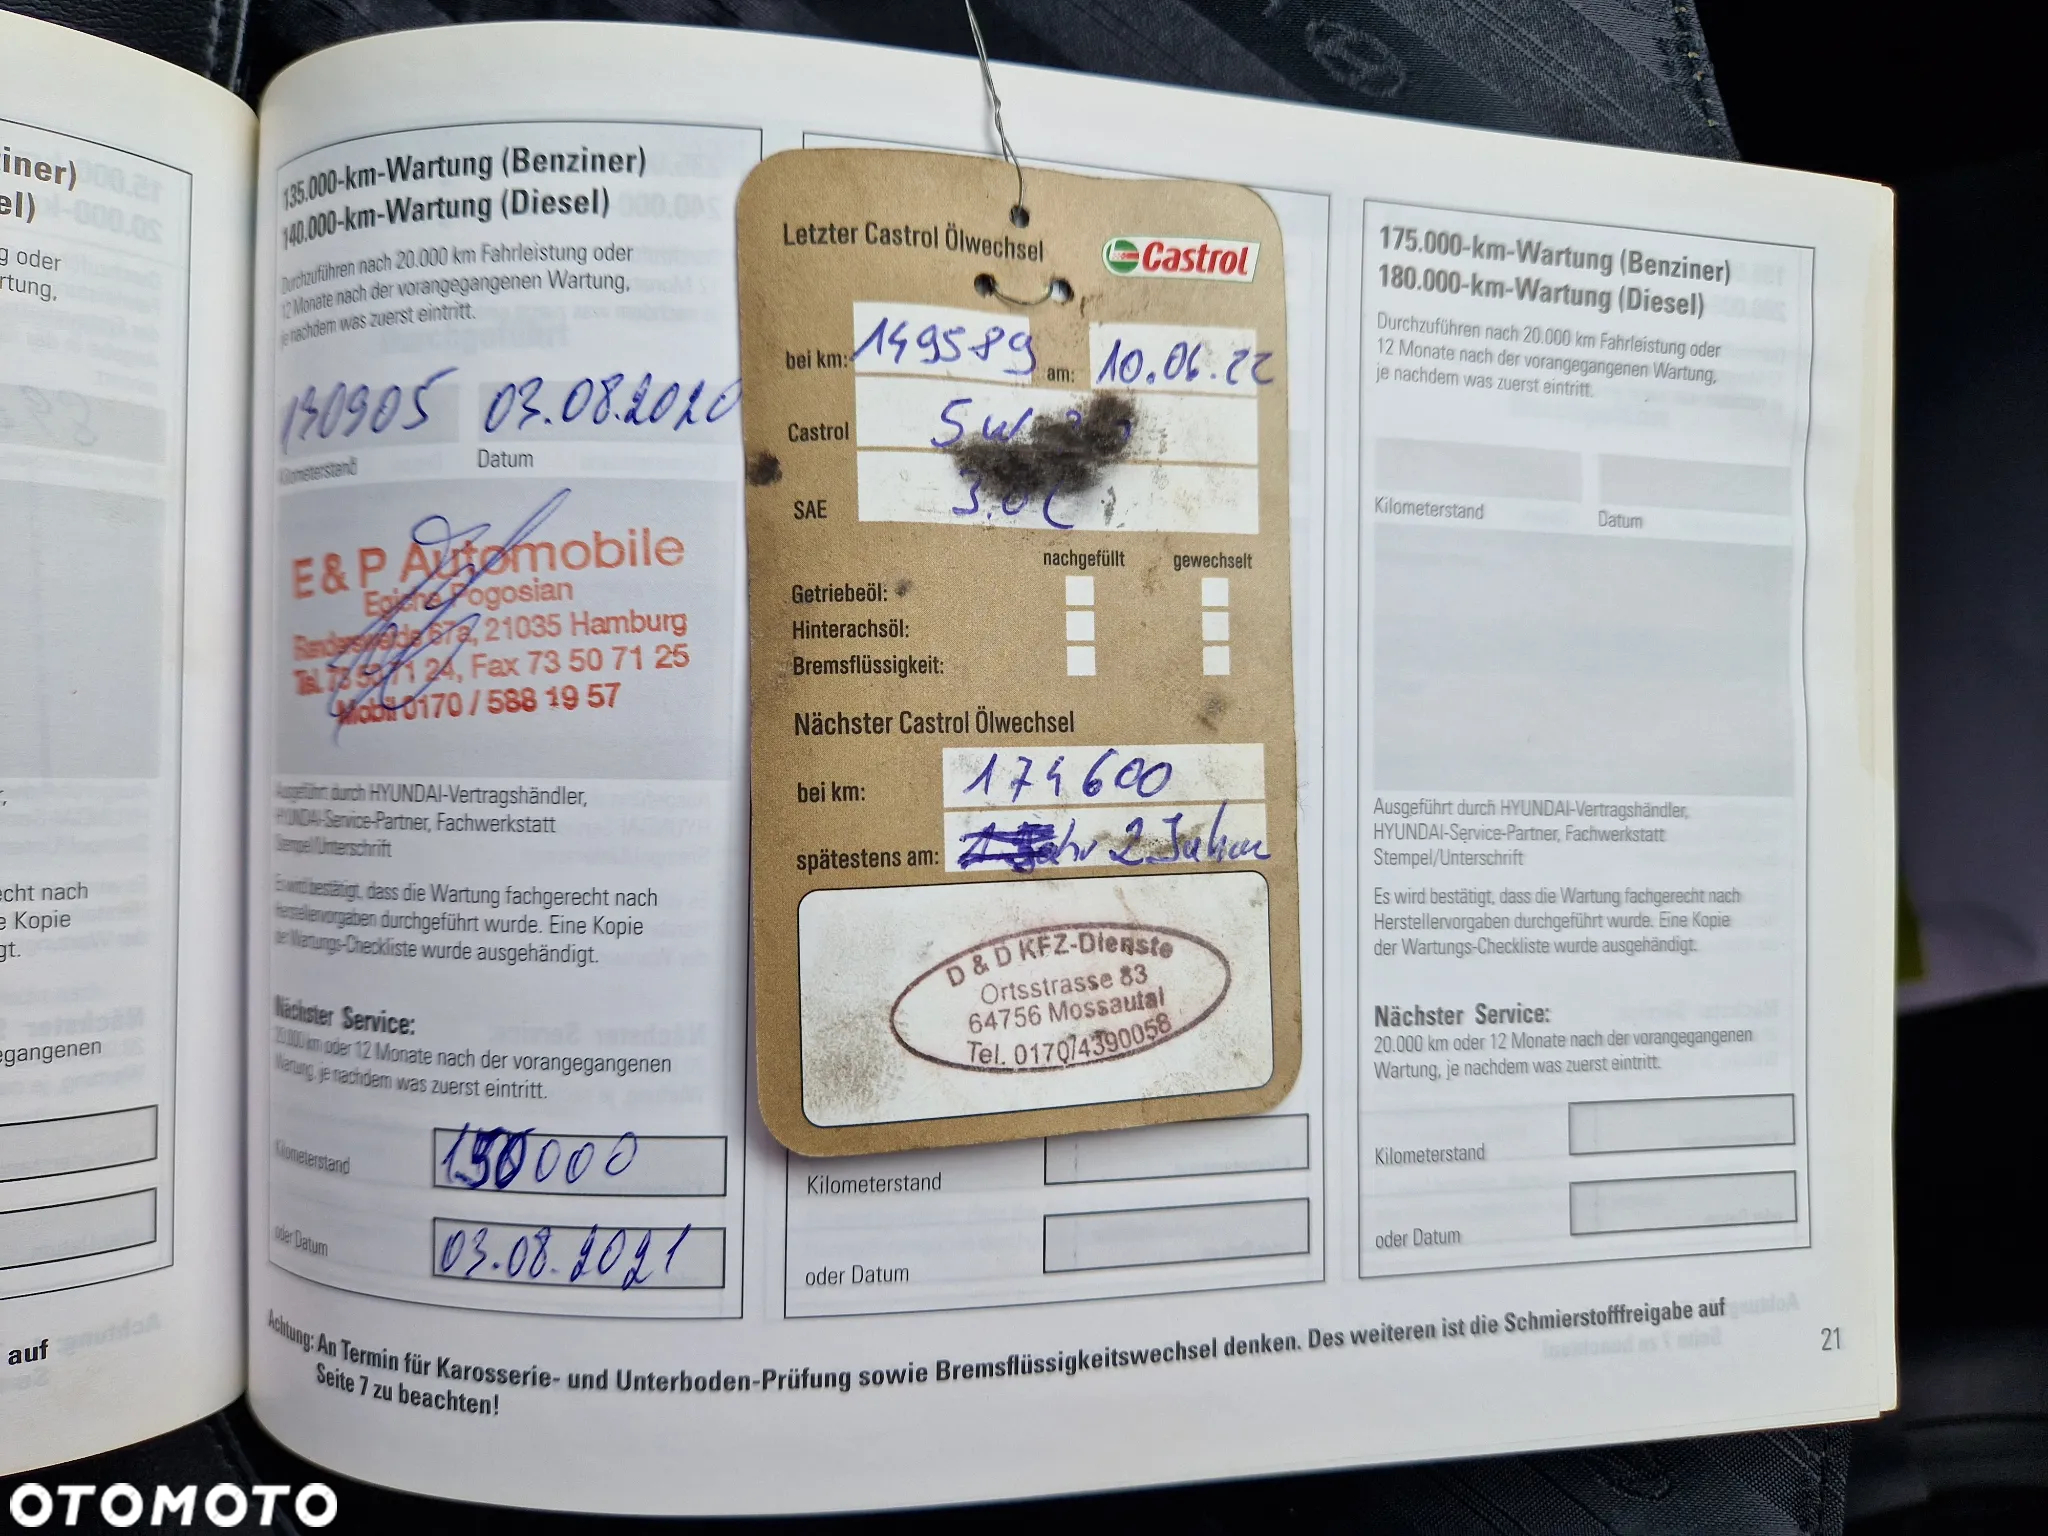 iner)
el)
g oder
rtung,
echt nach
e Kopie
gt.
egangenen
auf
135.000-km-Wartung (Benziner)
140.000-km-Wartung (Diesel)
Durchzuführen nach 20.000 km Fahrleistung oder
12 Monate nach der vorangegangenen Wartung,
je nachdem was zuerst eintritt.
130905 03.08.2020
Kilometerstand Datum
E & P Automobile
Pogosian
67a, 21035 Hamburg
Tel. 73 50 71 24, Fax 73 50 71 25
Mobil 0170 / 588 19 57
Ausgeführt durch HYUNDAI-Vertragshändler,
HYUNDAI-Service-Partner, Fachwerkstatt
Stempel/Unterschrift
Es wird bestätigt, dass die Wartung fachgerecht nach
Herstellervorgaben durchgeführt wurde. Eine Kopie
der Wartungs-Checkliste wurde ausgehändigt.
Nächster Service:
20.000 km oder 12 Monate nach der vorangegangenen
Wartung, je nachdem was zuerst eintritt.
Kilometerstand 150000
oder Datum 03.08.2021
Letzter Castrol Ölwechsel Castrol
bei km: 149589 am: 10.06.22
Castrol 5W
SAE
nachgefüllt gewechselt
Getriebeöl:
Hinterachsöl:
Bremsflüssigkeit:
Nächster Castrol Ölwechsel
bei km: 174600
spätestens am: 2 Jahre
D & D KFZ-Dienste
Ortsstrasse 83
64756 Mossautal
Tel. 0170/4390058
Kilometerstand
oder Datum
175.000-km-Wartung (Benziner)
180.000-km-Wartung (Diesel)
Durchzuführen nach 20.000 km Fahrleistung oder
12 Monate nach der vorangegangenen Wartung,
je nachdem was zuerst eintritt.
Kilometerstand Datum
Ausgeführt durch HYUNDAI-Vertragshändler,
HYUNDAI-Service-Partner, Fachwerkstatt
Stempel/Unterschrift
Es wird bestätigt, dass die Wartung fachgerecht nach
Herstellervorgaben durchgeführt wurde. Eine Kopie
der Wartungs-Checkliste wurde ausgehändigt.
Nächster Service:
20.000 km oder 12 Monate nach der vorangegangenen
Wartung, je nachdem was zuerst eintritt.
Kilometerstand
oder Datum
Achtung: An Termin für Karosserie- und Unterboden-Prüfung sowie Bremsflüssigkeitswechsel denken. Des weiteren ist die Schmierstofffreigabe auf
Seite 7 zu beachten!
21
OTOMOTO